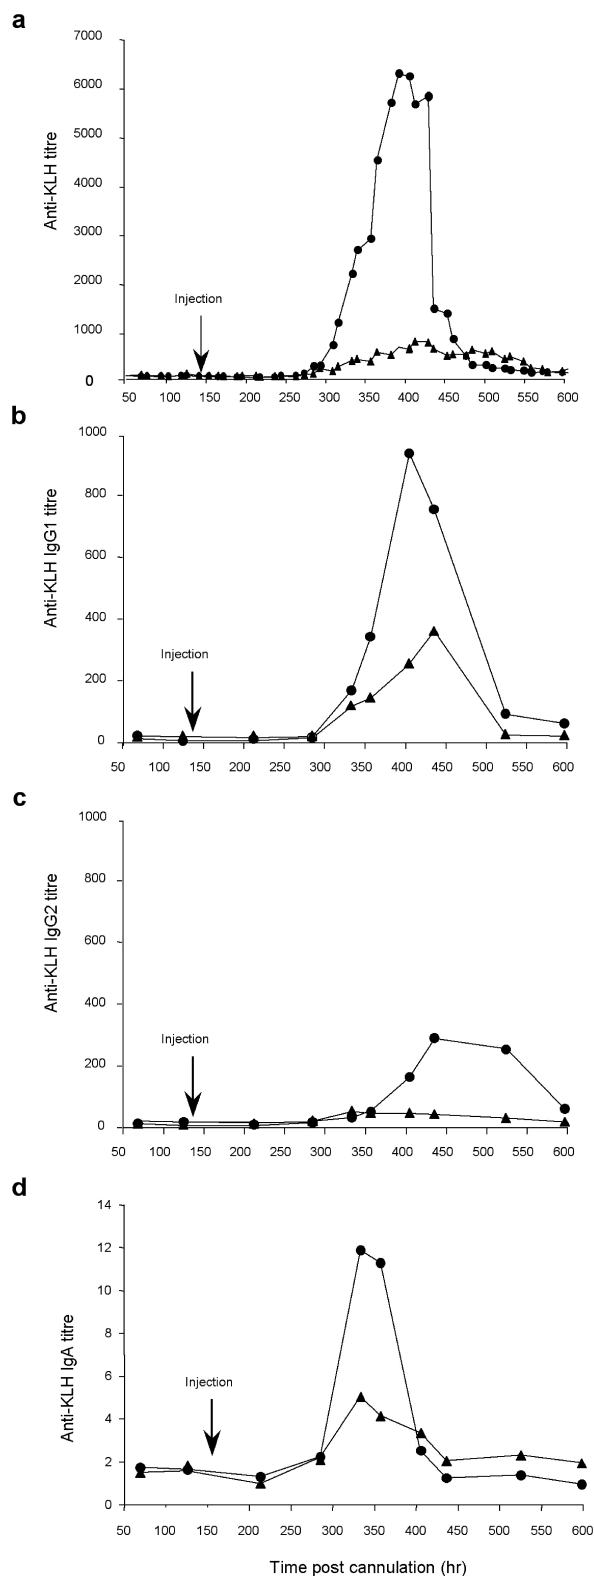 a
7000
6000
5000
4000
3000
2000
1000
0
Anti-KLH titre
Injection
50 100 150 200 250 300 350 400 450 500 550 600
b
1000
800
600
400
200
0
Anti-KLH IgG1 titre
Injection
50 100 150 200 250 300 350 400 450 500 550 600
c
1000
800
600
400
200
0
Anti-KLH IgG2 titre
Injection
50 100 150 200 250 300 350 400 450 500 550 600
d
14
12
10
8
6
4
2
0
Anti-KLH IgA titre
Injection
50 100 150 200 250 300 350 400 450 500 550 600
Time post cannulation (hr)